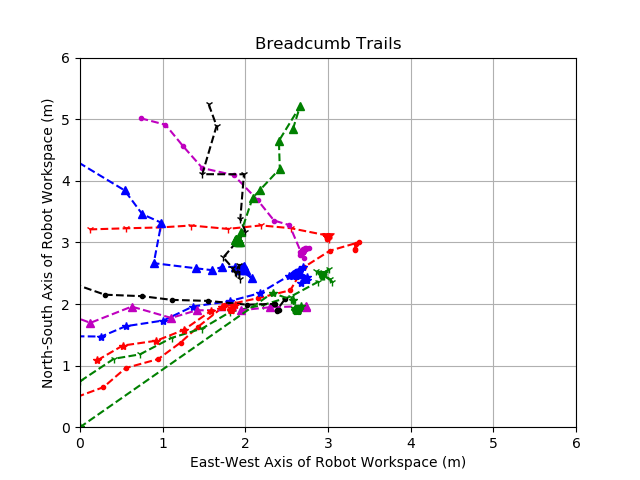 Breadcumb Trails
North-South Axis of Robot Workspace (m)
6
5
4
3
2
1
0
0 1 2 3 4 5 6
East-West Axis of Robot Workspace (m)